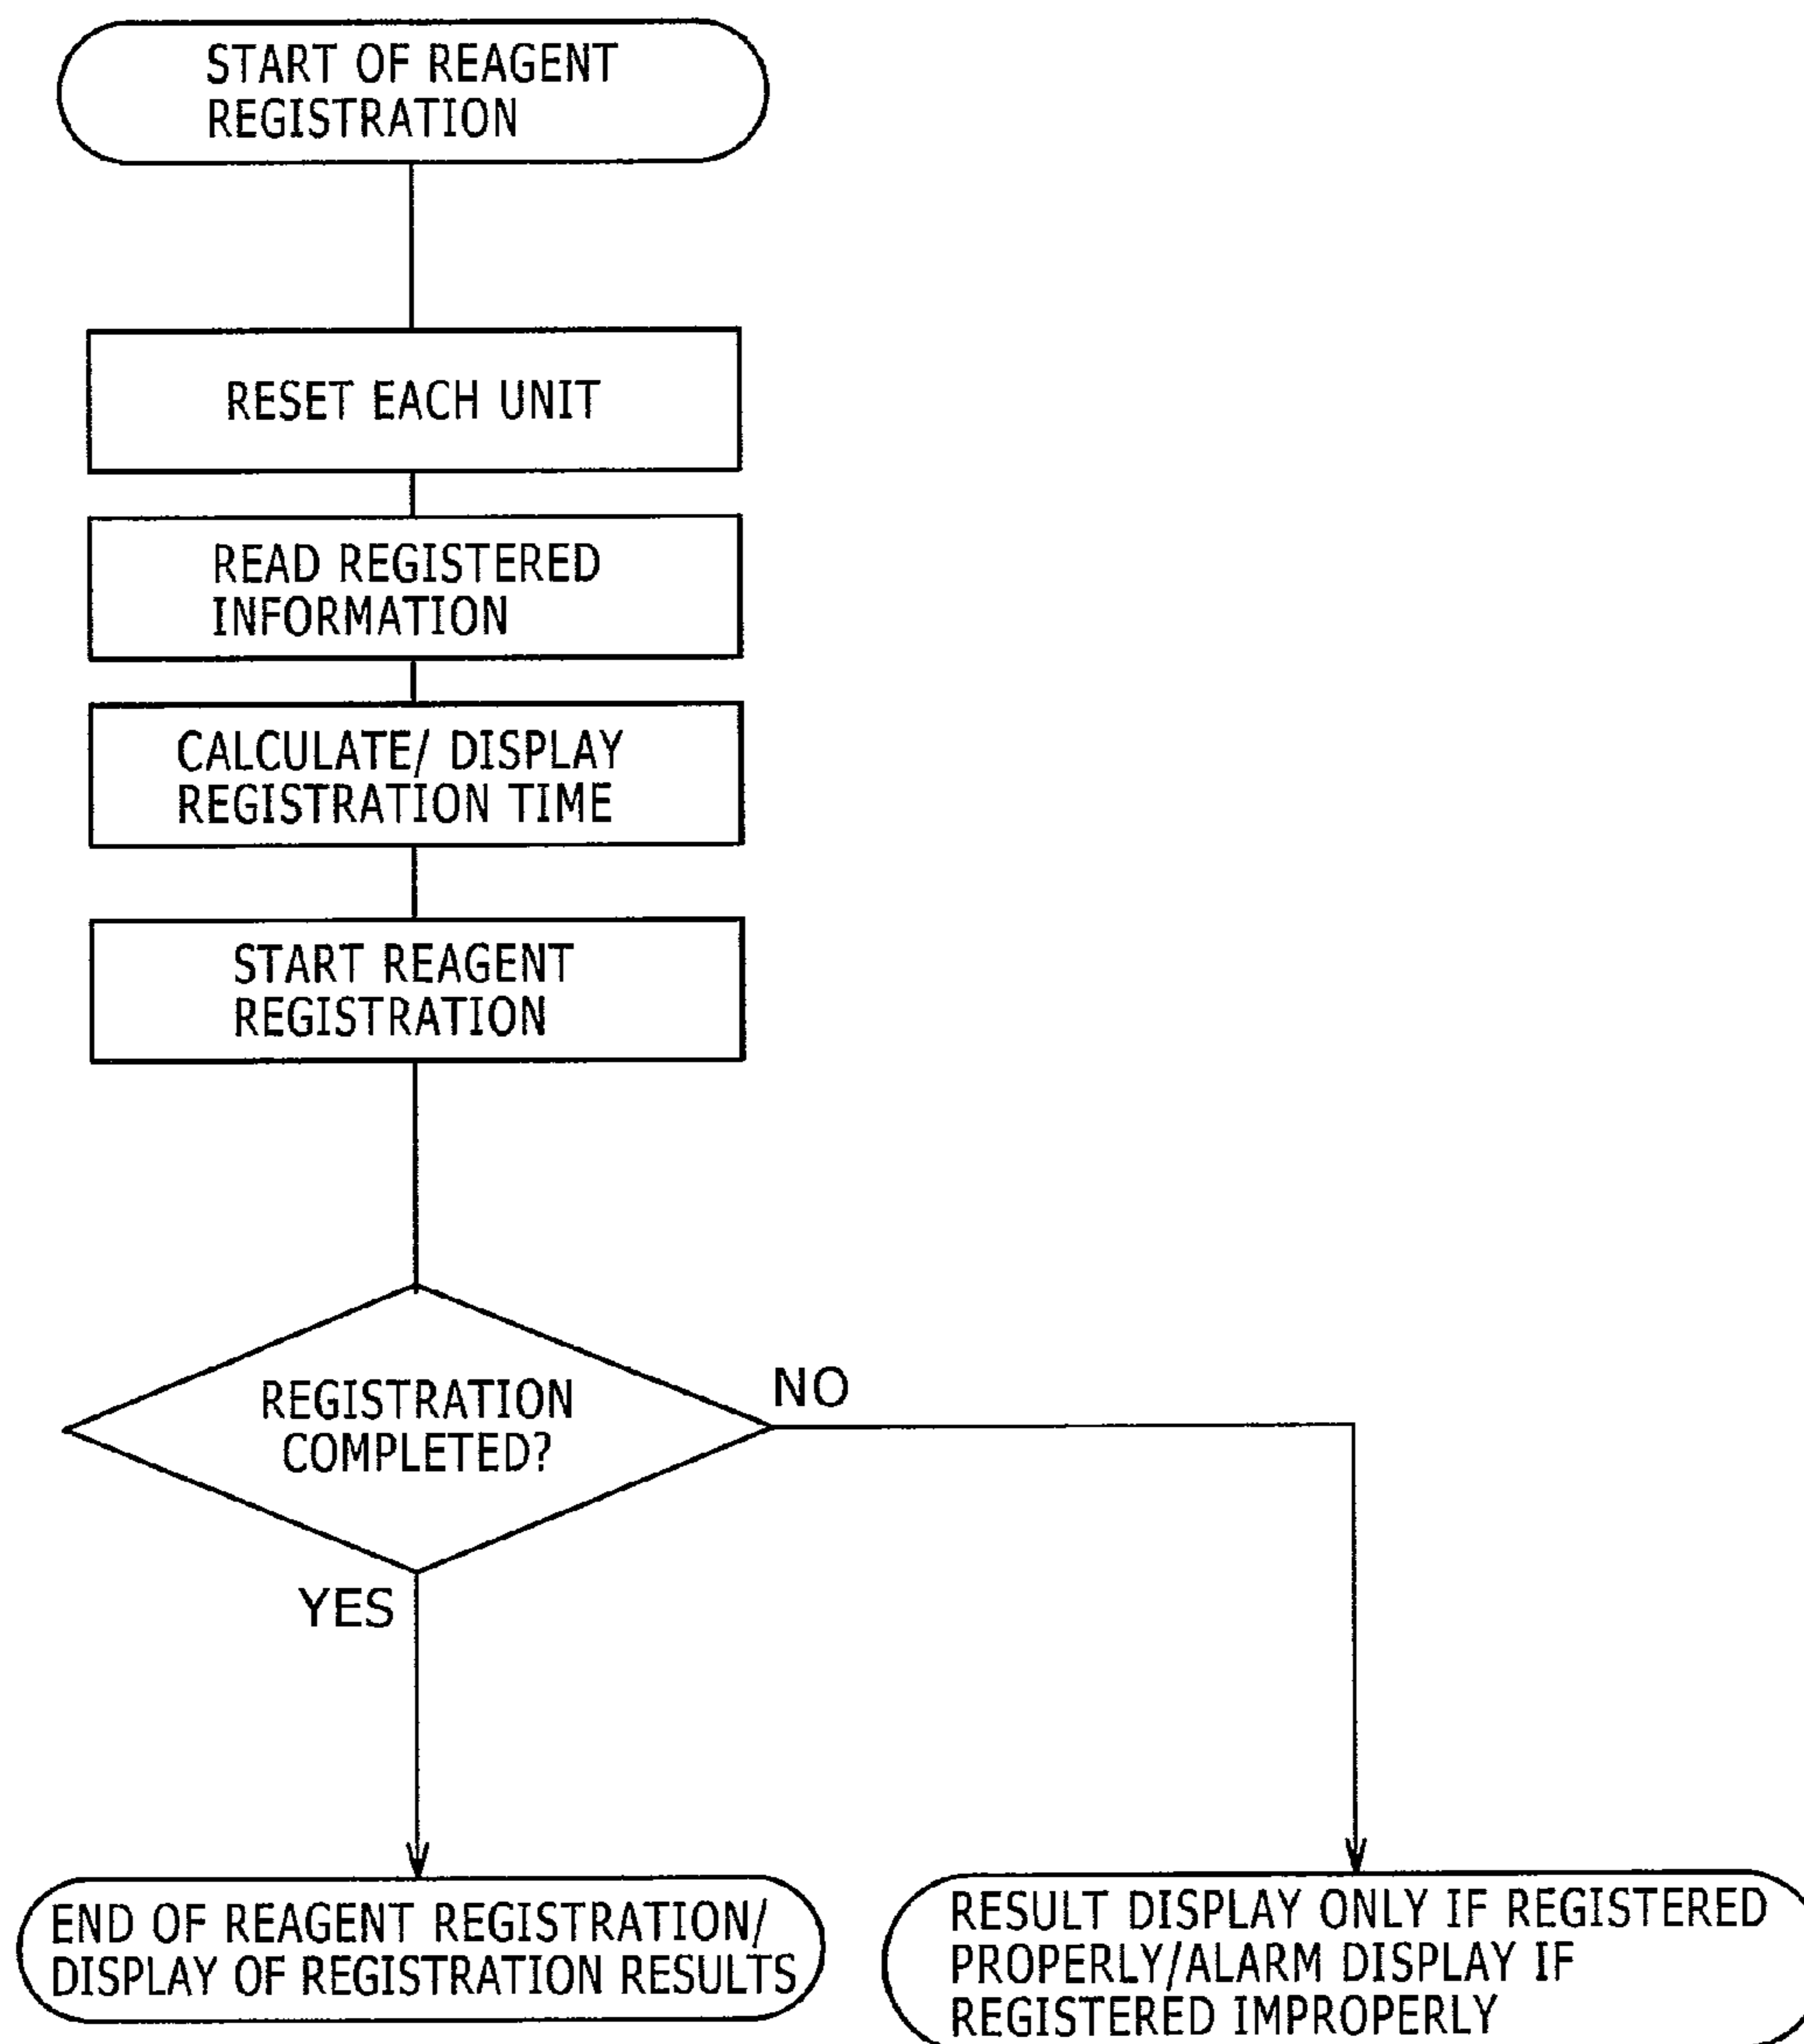 START OF REAGENT
REGISTRATION
RESET EACH UNIT
READ REGISTERED
INFORMATION
CALCULATE/ DISPLAY
REGISTRATION TIME
START REAGENT
REGISTRATION
REGISTRATION
COMPLETED?
NO
YES
END OF REAGENT REGISTRATION/
DISPLAY OF REGISTRATION RESULTS
RESULT DISPLAY ONLY IF REGISTERED
PROPERLY/ALARM DISPLAY IF
REGISTERED IMPROPERLY